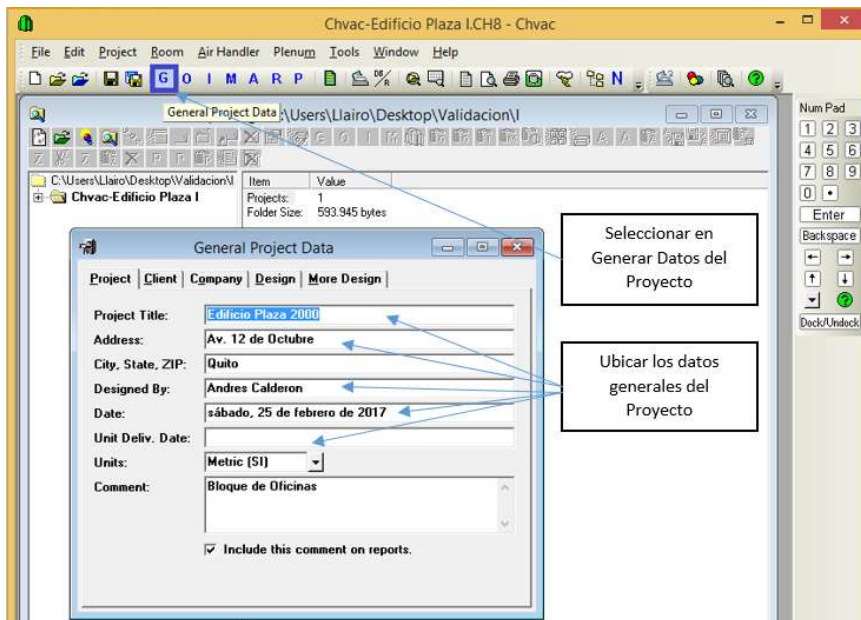 Chvac-Edificio Plaza I.CH8 - Chvac
File Edit Project Room Air Handler Plenum Tools Window Help
G O I M A R P N
General Project Data
:\Users\Llairo\Desktop\Validacion\I
Num Pad
1 2 3
4 5 6
7 8 9
0 •
Enter
Backspace
Dock/Undock
C:\Users\Llairo\Desktop\Validacion\I
Chvac-Edificio Plaza I
Item Value
Projects: 1
Folder Size: 593.945 bytes
Seleccionar en
Generar Datos del
Proyecto
General Project Data
Project Client Company Design More Design
Project Title: Edificio Plaza 2000
Address: Av. 12 de Octubre
City, State, ZIP: Quito
Designed By: Andres Calderon
Date: sábado, 25 de febrero de 2017
Unit Deliv. Date:
Units: Metric (SI)
Comment: Bloque de Oficinas
Include this comment on reports.
Ubicar los datos
generales del
Proyecto